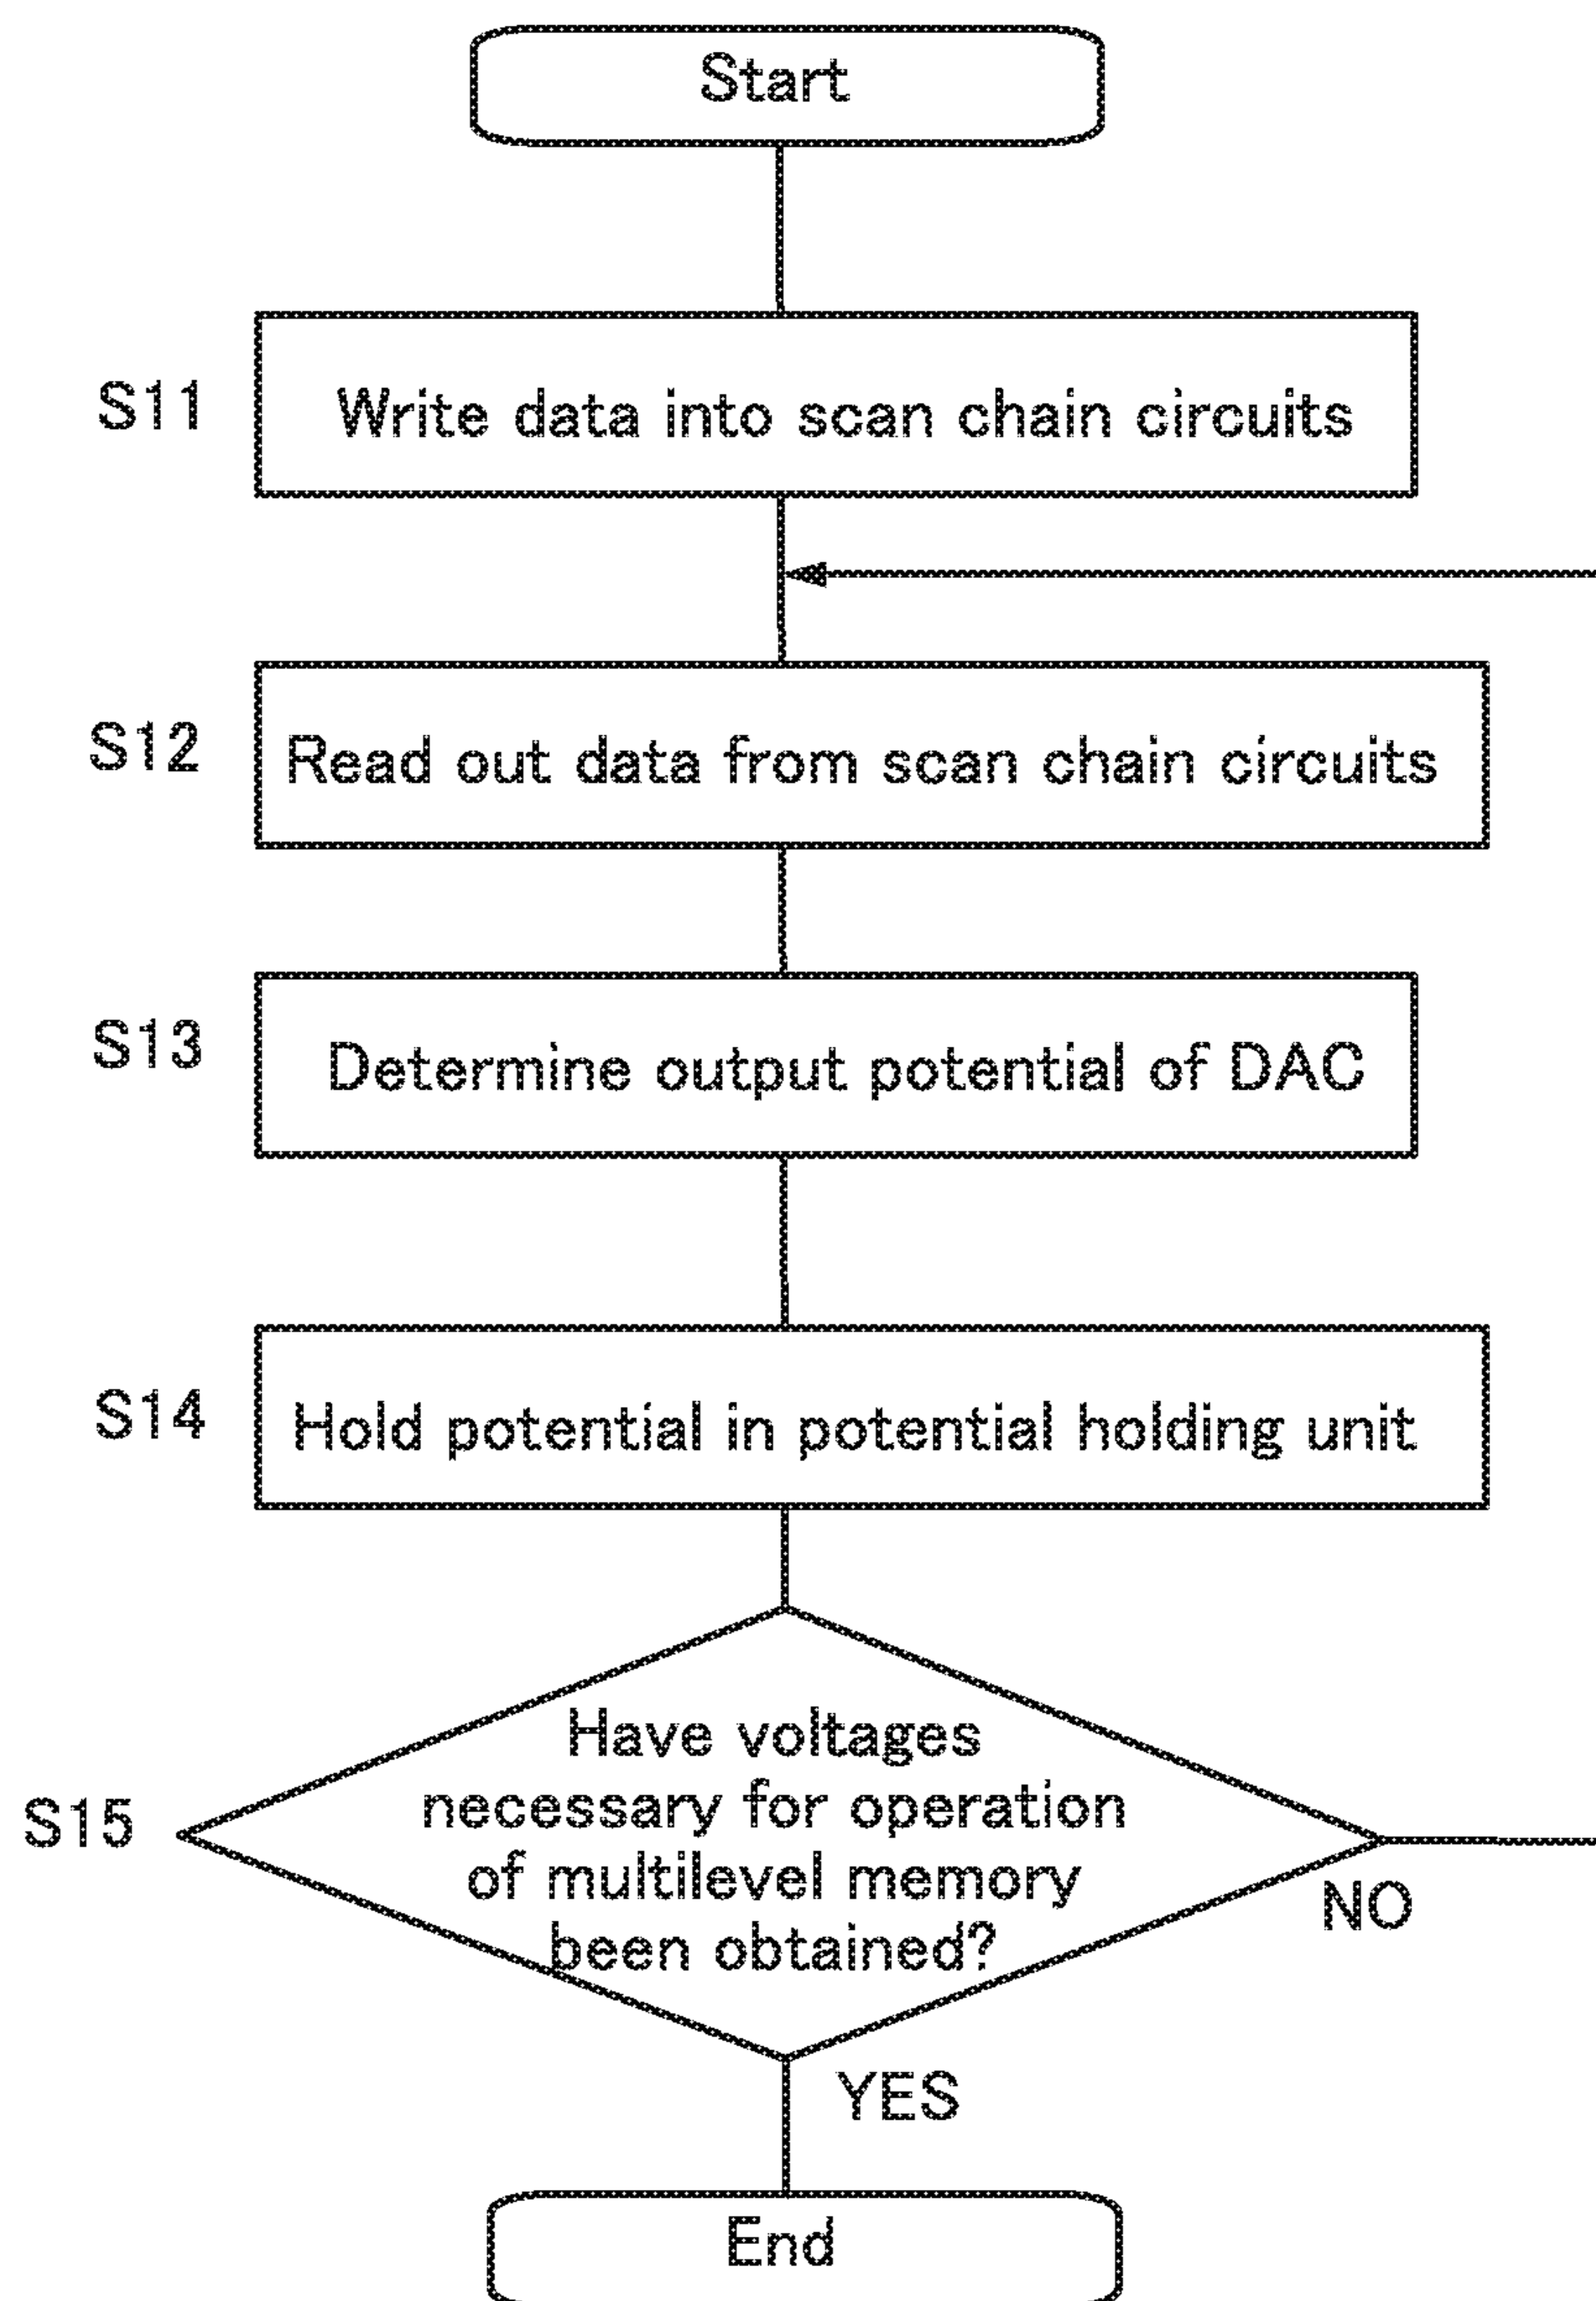 Start
S11
Write data into scan chain circuits
S12
Read out data from scan chain circuits
S13
Determine output potential of DAC
S14
Hold potential in potential holding unit
S15
Have voltages
necessary for operation
of multilevel memory
been obtained?
NO
YES
End